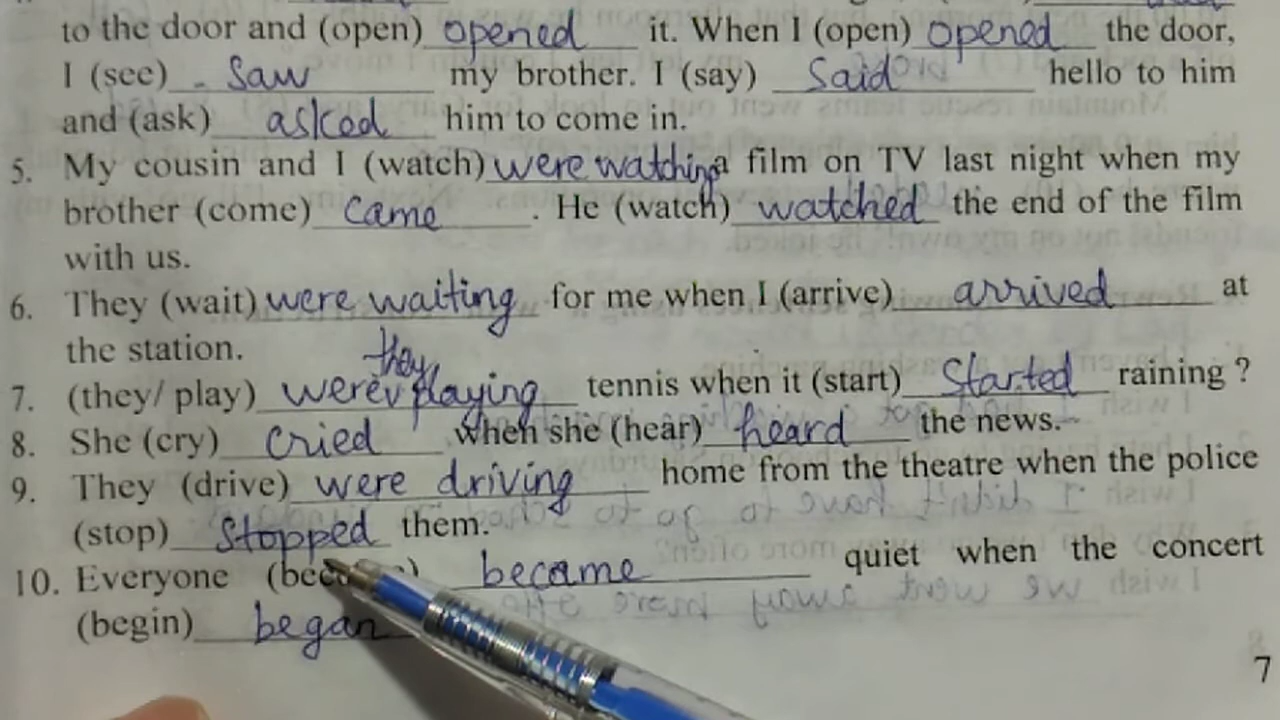 to the door and (open) opened it. When I (open) opened the door,
I (see) saw my brother. I (say) said hello to him
and (ask) asked him to come in.
5. My cousin and I (watch) were watching a film on TV last night when my
brother (come) came . He (watch) watched the end of the film
with us.
6. They (wait) were waiting for me when I (arrive) arrived at
the station.
they
7. (they/ play) were playing tennis when it (start) started raining ?
8. She (cry) cried when she (hear) heard the news.
9. They (drive) were driving home from the theatre when the police
(stop) stopped them.
10. Everyone became quiet when the concert
(begin) began
7